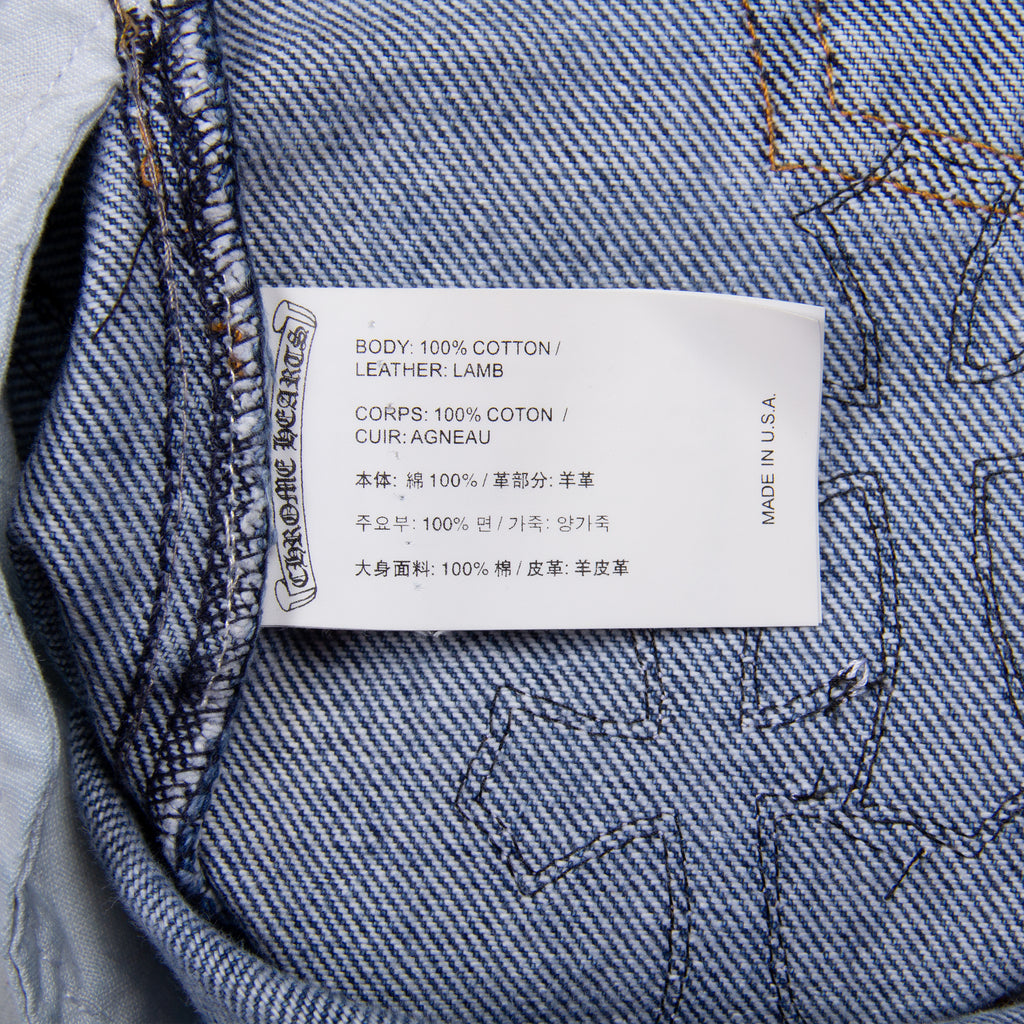 CHROME HEARTS
BODY: 100% COTTON /
LEATHER: LAMB
CORPS: 100% COTON /
CUIR: AGNEAU
本体: 綿 100% / 革部分: 羊革
주요부: 100% 면 / 가죽: 양가죽
大身面料: 100% 棉 / 皮革: 羊皮革
MADE IN U.S.A.